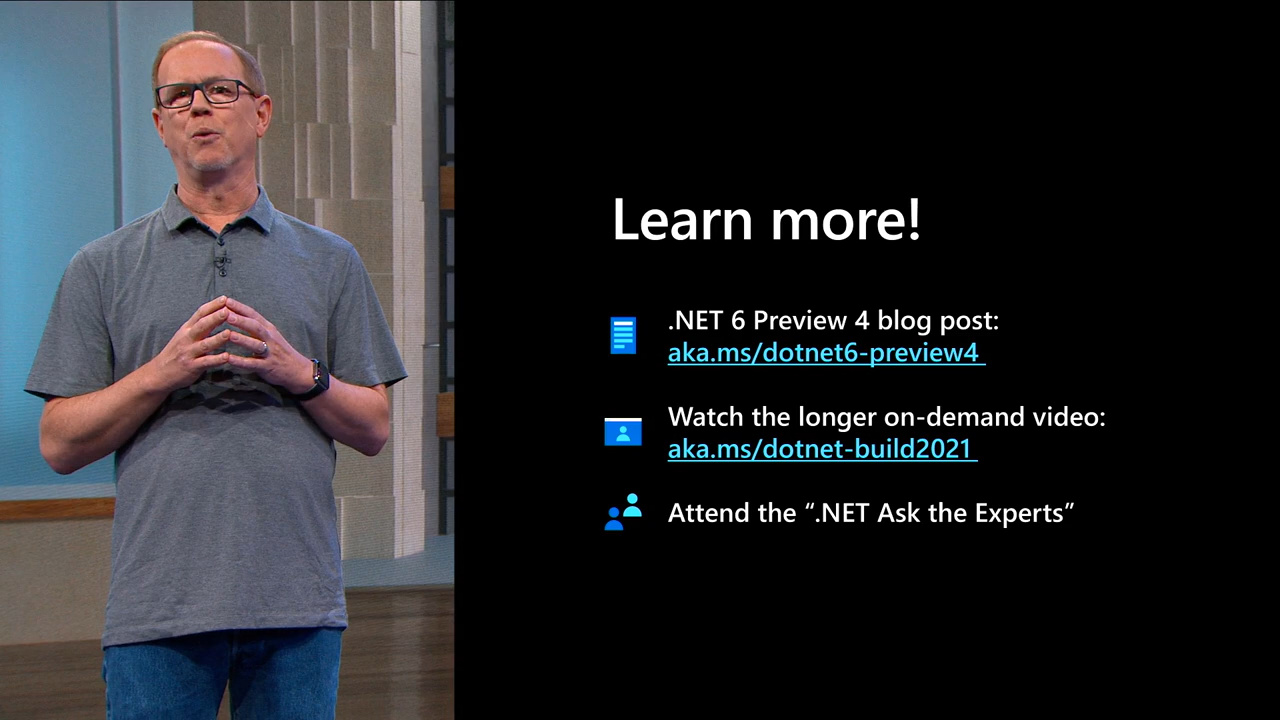 Learn more!
.NET 6 Preview 4 blog post:
aka.ms/dotnet6-preview4
Watch the longer on-demand video:
aka.ms/dotnet-build2021
Attend the “.NET Ask the Experts”